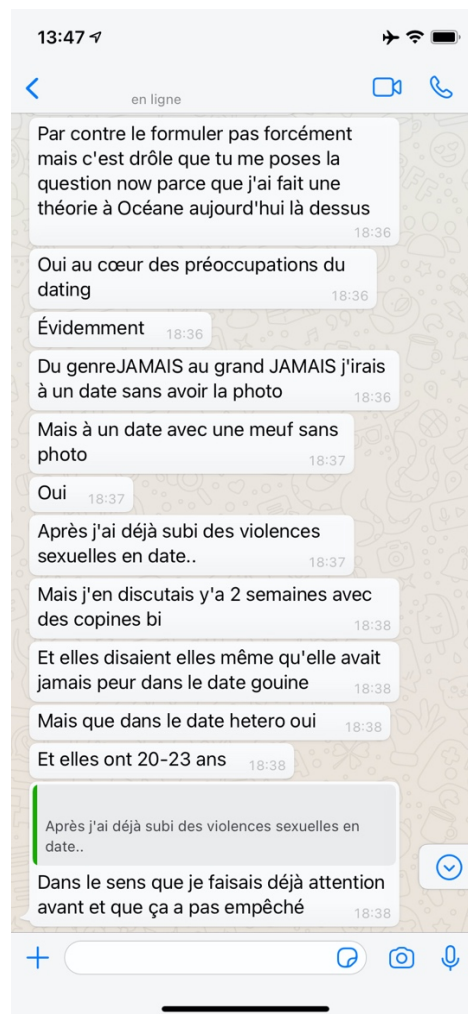 13:47
en ligne
Par contre le formuler pas forcément
mais c'est drôle que tu me poses la
question now parce que j'ai fait une
théorie à Océane aujourd'hui là dessus
18:36
Oui au cœur des préoccupations du
dating
18:36
Évidemment 18:36
Du genreJAMAIS au grand JAMAIS j'irais
à un date sans avoir la photo
18:36
Mais à un date avec une meuf sans
photo
18:37
Oui 18:37
Après j'ai déjà subi des violences
sexuelles en date..
18:37
Mais j'en discutais y'a 2 semaines avec
des copines bi
18:38
Et elles disaient elles même qu'elle avait
jamais peur dans le date gouine
18:38
Mais que dans le date hetero oui 18:38
Et elles ont 20-23 ans 18:38
Après j'ai déjà subi des violences sexuelles en
date..
Dans le sens que je faisais déjà attention
avant et que ça a pas empêché
18:38